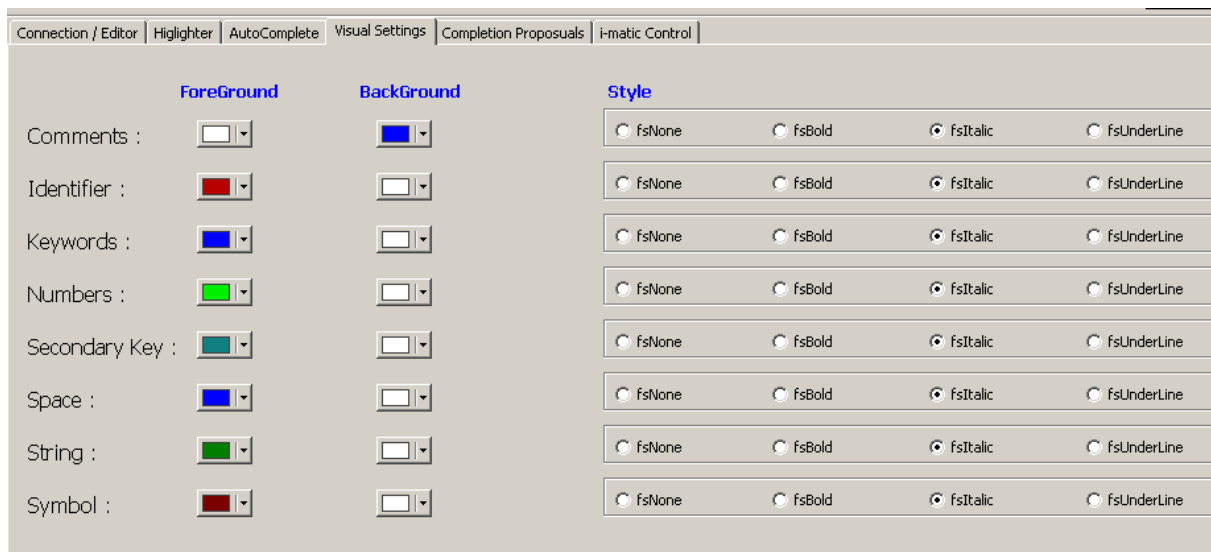 Connection / Editor Higlighter AutoComplete Visual Settings Completion Proposuals i-matic Control
ForeGround BackGround Style
Comments : fsNone fsBold fsItalic fsUnderLine
Identifier : fsNone fsBold fsItalic fsUnderLine
Keywords : fsNone fsBold fsItalic fsUnderLine
Numbers : fsNone fsBold fsItalic fsUnderLine
Secondary Key : fsNone fsBold fsItalic fsUnderLine
Space : fsNone fsBold fsItalic fsUnderLine
String : fsNone fsBold fsItalic fsUnderLine
Symbol : fsNone fsBold fsItalic fsUnderLine